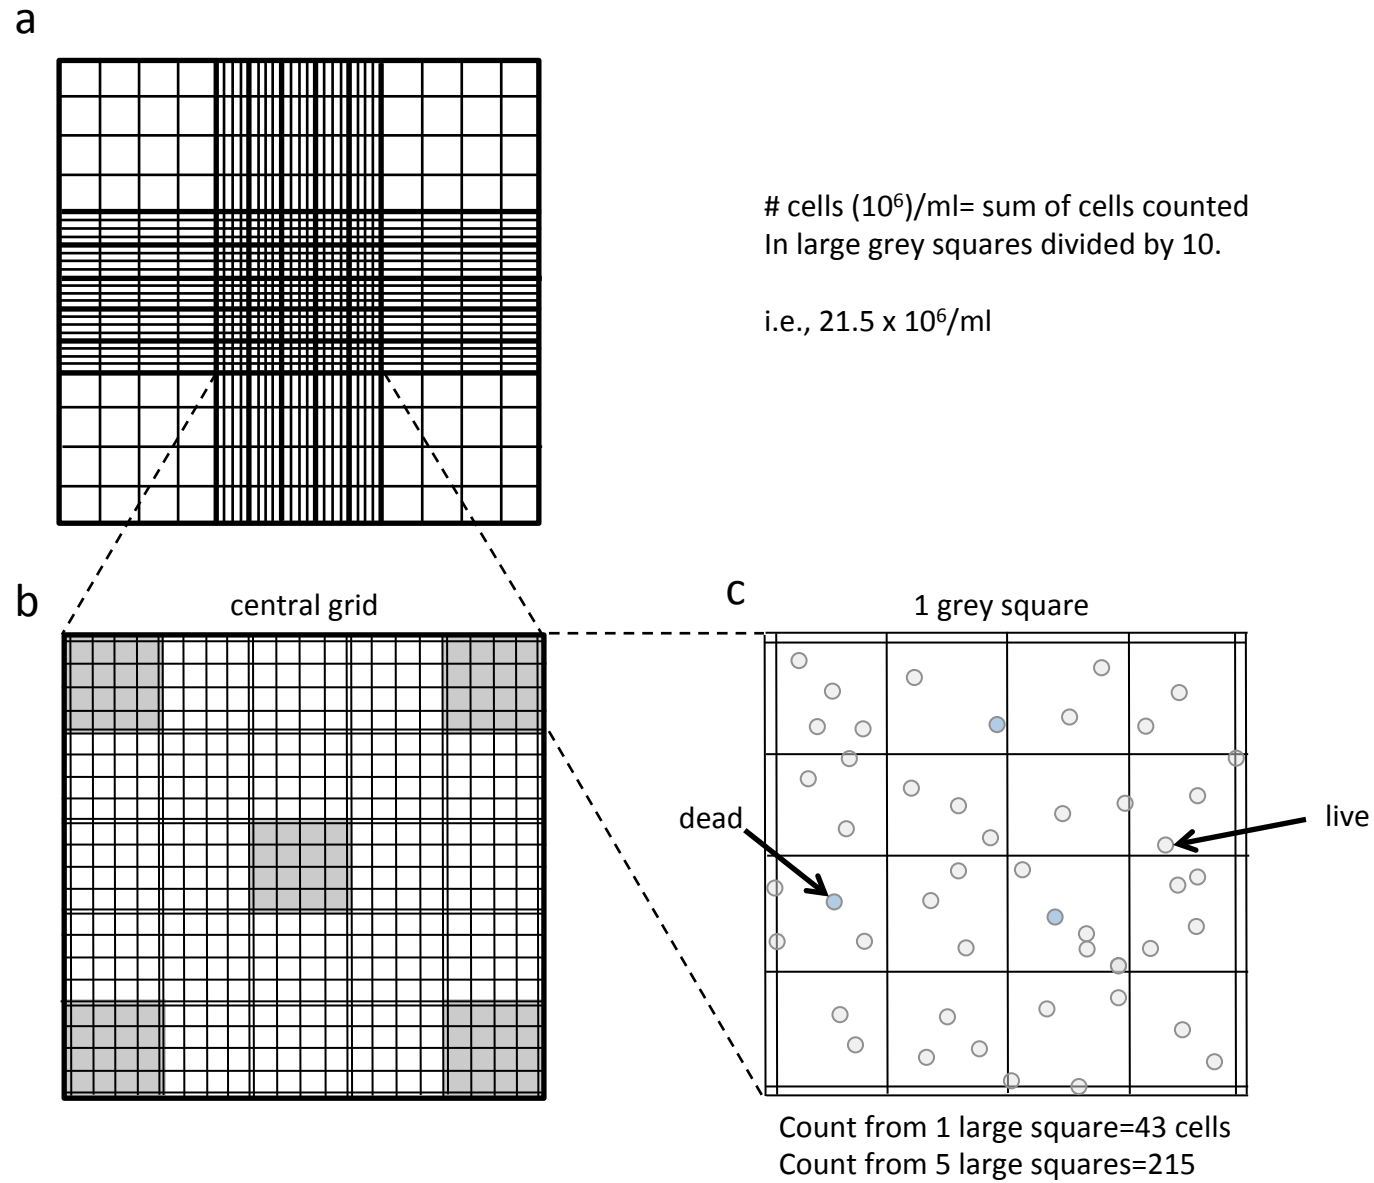 a
# cells (10⁶)/ml= sum of cells counted
In large grey squares divided by 10.
i.e., 21.5 x 10⁶/ml
b
central grid
c
1 grey square
dead
live
Count from 1 large square=43 cells
Count from 5 large squares=215